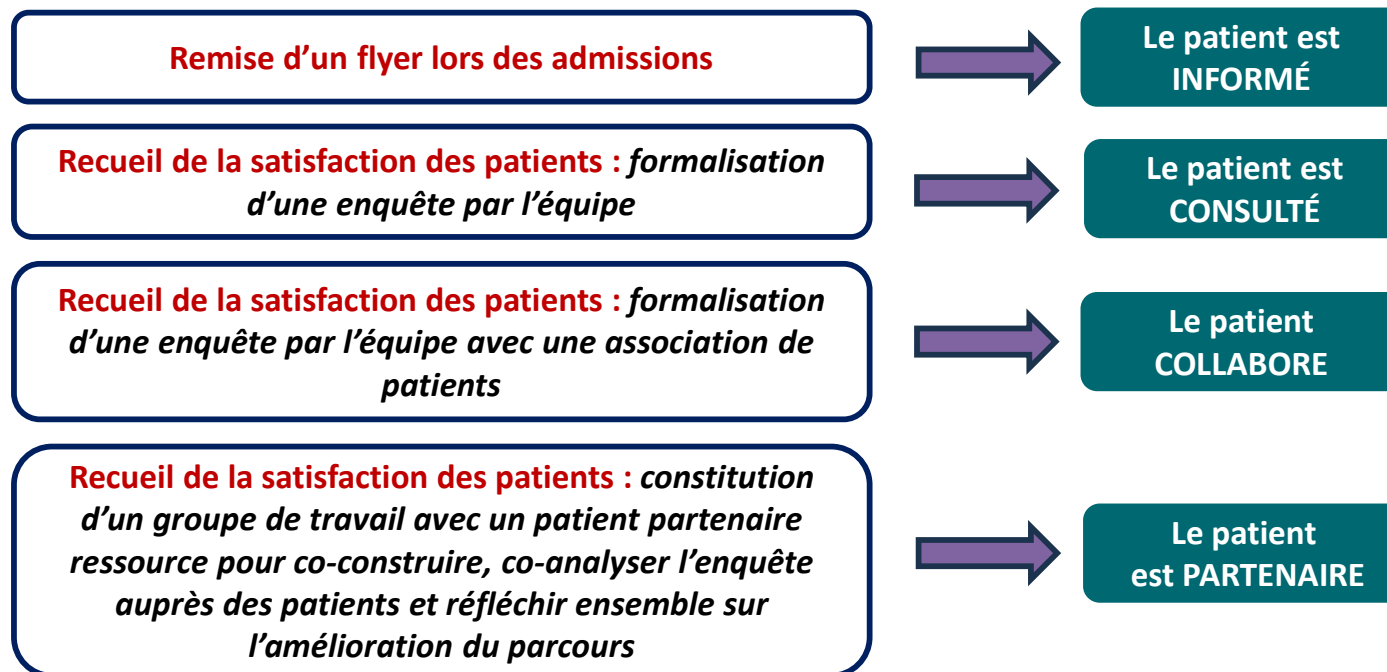 Remise d’un flyer lors des admissions
Le patient est
INFORMÉ
Recueil de la satisfaction des patients : formalisation
d’une enquête par l’équipe
Le patient est
CONSULTÉ
Recueil de la satisfaction des patients : formalisation
d’une enquête par l’équipe avec une association de
patients
Le patient
COLLABORE
Recueil de la satisfaction des patients : constitution
d’un groupe de travail avec un patient partenaire
ressource pour co-construire, co-analyser l’enquête
auprès des patients et réfléchir ensemble sur
l’amélioration du parcours
Le patient
est PARTENAIRE